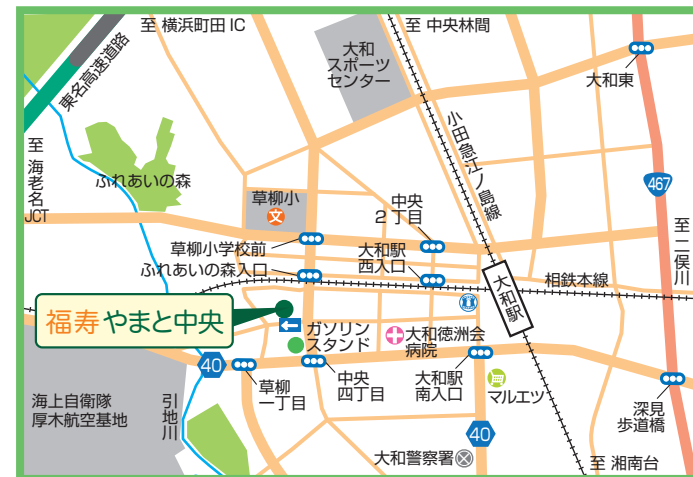 至 横浜町田IC
至 中央林間
東名高速道路
大和
スポーツ
センター
大和東
小田急江ノ島線
至 海老名
JCT
ふれあいの森
467
草柳小
文
中央
2丁目
至 二俣川
草柳小学校前
ふれあいの森入口
大和駅
西入口
相鉄本線
大和駅
福寿やまと中央
ガソリン
スタンド
大和徳洲会
病院
40
草柳
一丁目
中央
四丁目
大和駅
南入口
マルエツ
深見
歩道橋
海上自衛隊
厚木航空基地
引地川
40
大和警察署
至 湘南台